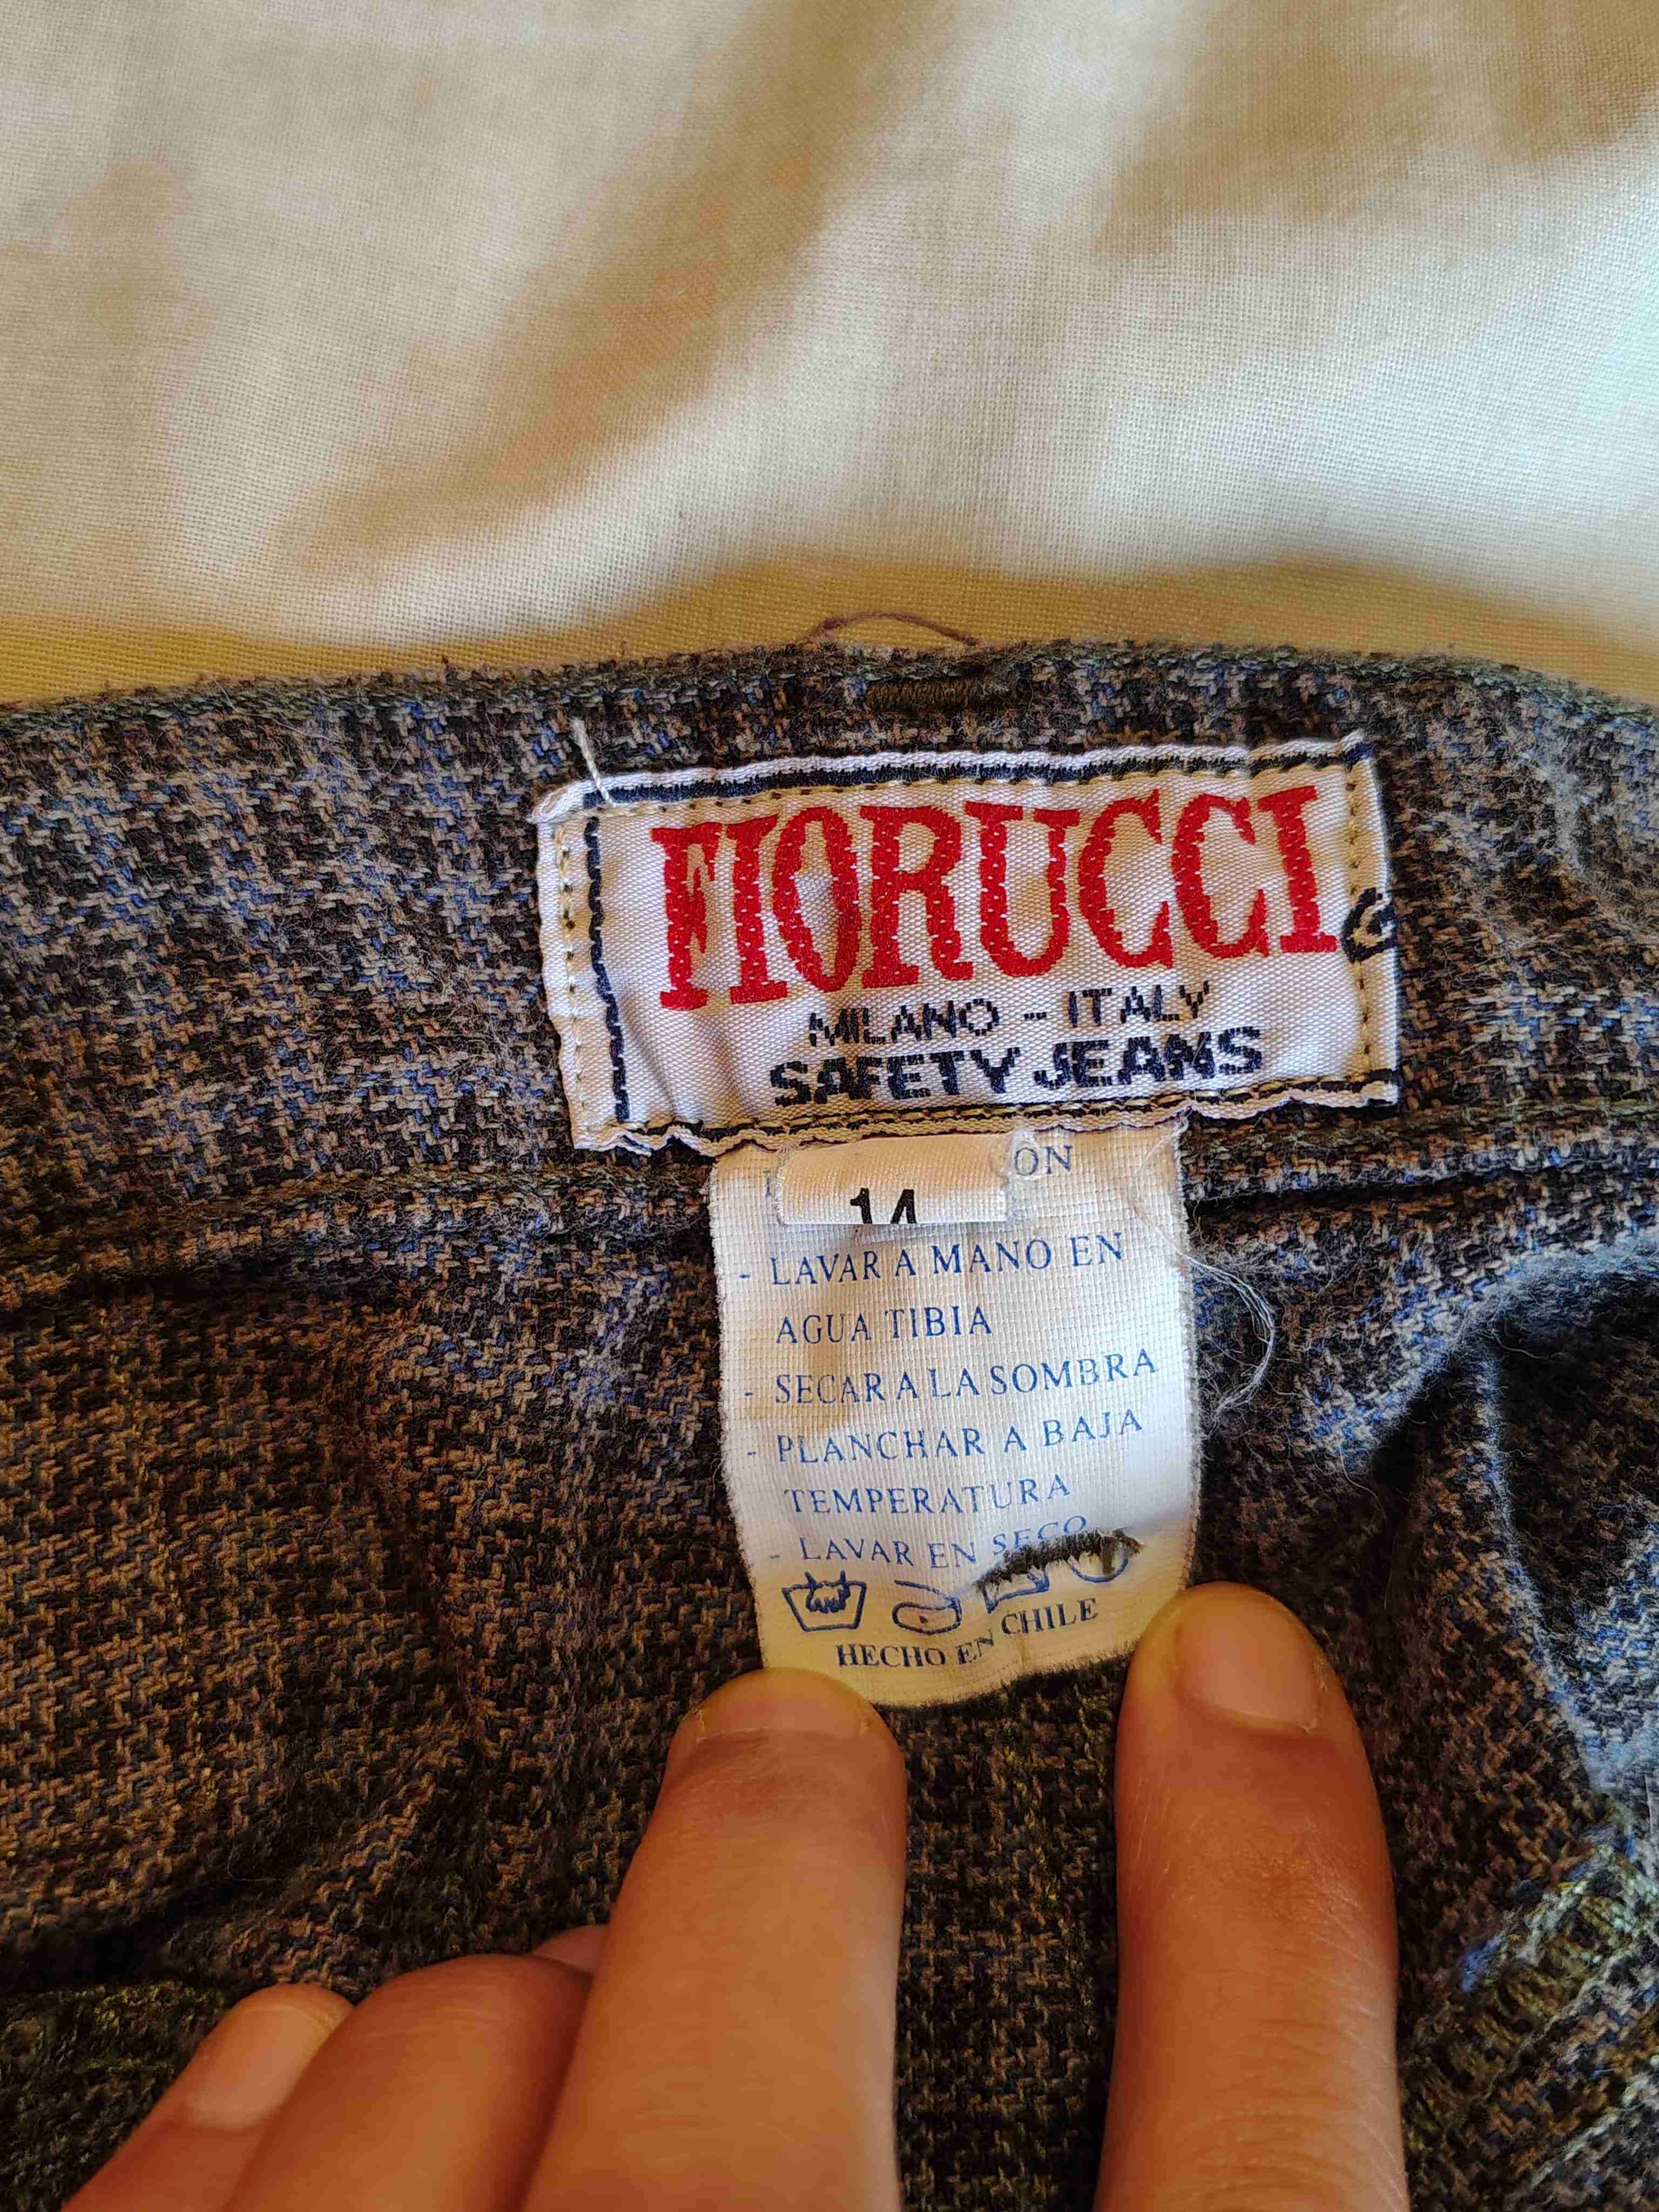 FIORUCCI
MILANO - ITALY
SAFETY JEANS
14
- LAVAR A MANO EN
AGUA TIBIA
- SECAR A LA SOMBRA
- PLANCHAR A BAJA
TEMPERATURA
- LAVAR EN SECO
HECHO EN CHILE